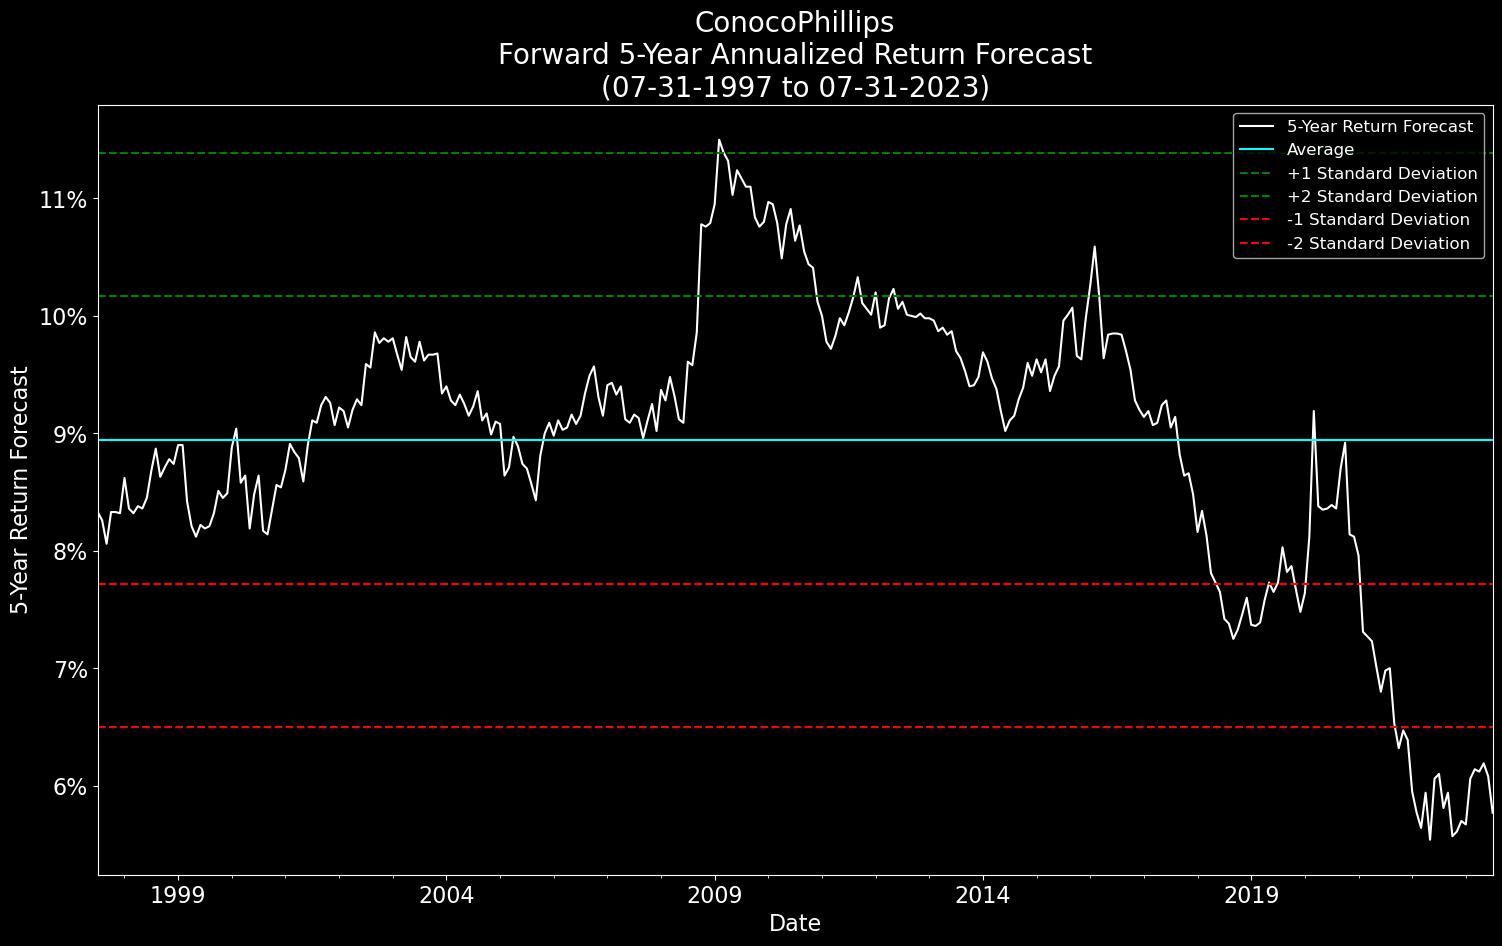 ConocoPhillips
Forward 5-Year Annualized Return Forecast
(07-31-1997 to 07-31-2023)
5-Year Return Forecast
Average
+1 Standard Deviation
+2 Standard Deviation
-1 Standard Deviation
-2 Standard Deviation
11%
10%
9%
8%
7%
6%
5-Year Return Forecast
1999 2004 2009 2014 2019
Date